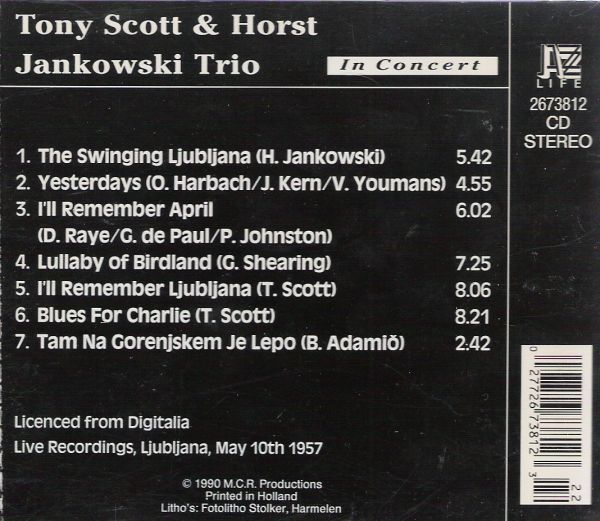 Tony Scott & Horst
Jankowski Trio
In Concert
JAZZ
LIFE
2673812
CD
STEREO
1. The Swinging Ljubljana (H. Jankowski) 5.42
2. Yesterdays (O. Harbach/J. Kern/V. Youmans) 4.55
3. I'll Remember April 6.02
(D. Raye/G. de Paul/P. Johnston)
4. Lullaby of Birdland (G. Shearing) 7.25
5. I'll Remember Ljubljana (T. Scott) 8.06
6. Blues For Charlie (T. Scott) 8.21
7. Tam Na Gorenjskem Je Lepo (B. Adamiŏ) 2:42
Licenced from Digitalia
Live Recordings, Ljubljana, May 10th 1957
© 1990 M.C.R. Productions
Printed in Holland
Litho's: Fotolitho Stolker, Harmelen
0 27726 73812 3
22